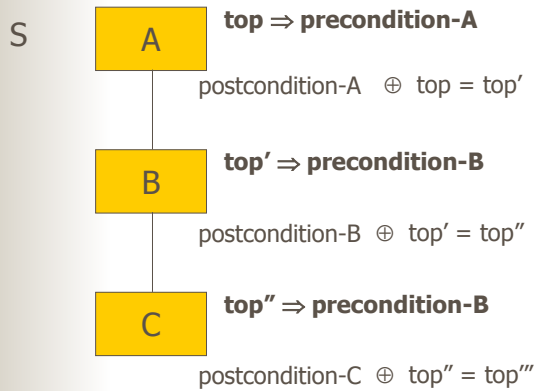 S
A
top ⇒ precondition-A
postcondition-A ⊕ top = top′
B
top′ ⇒ precondition-B
postcondition-B ⊕ top′ = top″
C
top″ ⇒ precondition-B
postcondition-C ⊕ top″ = top‴